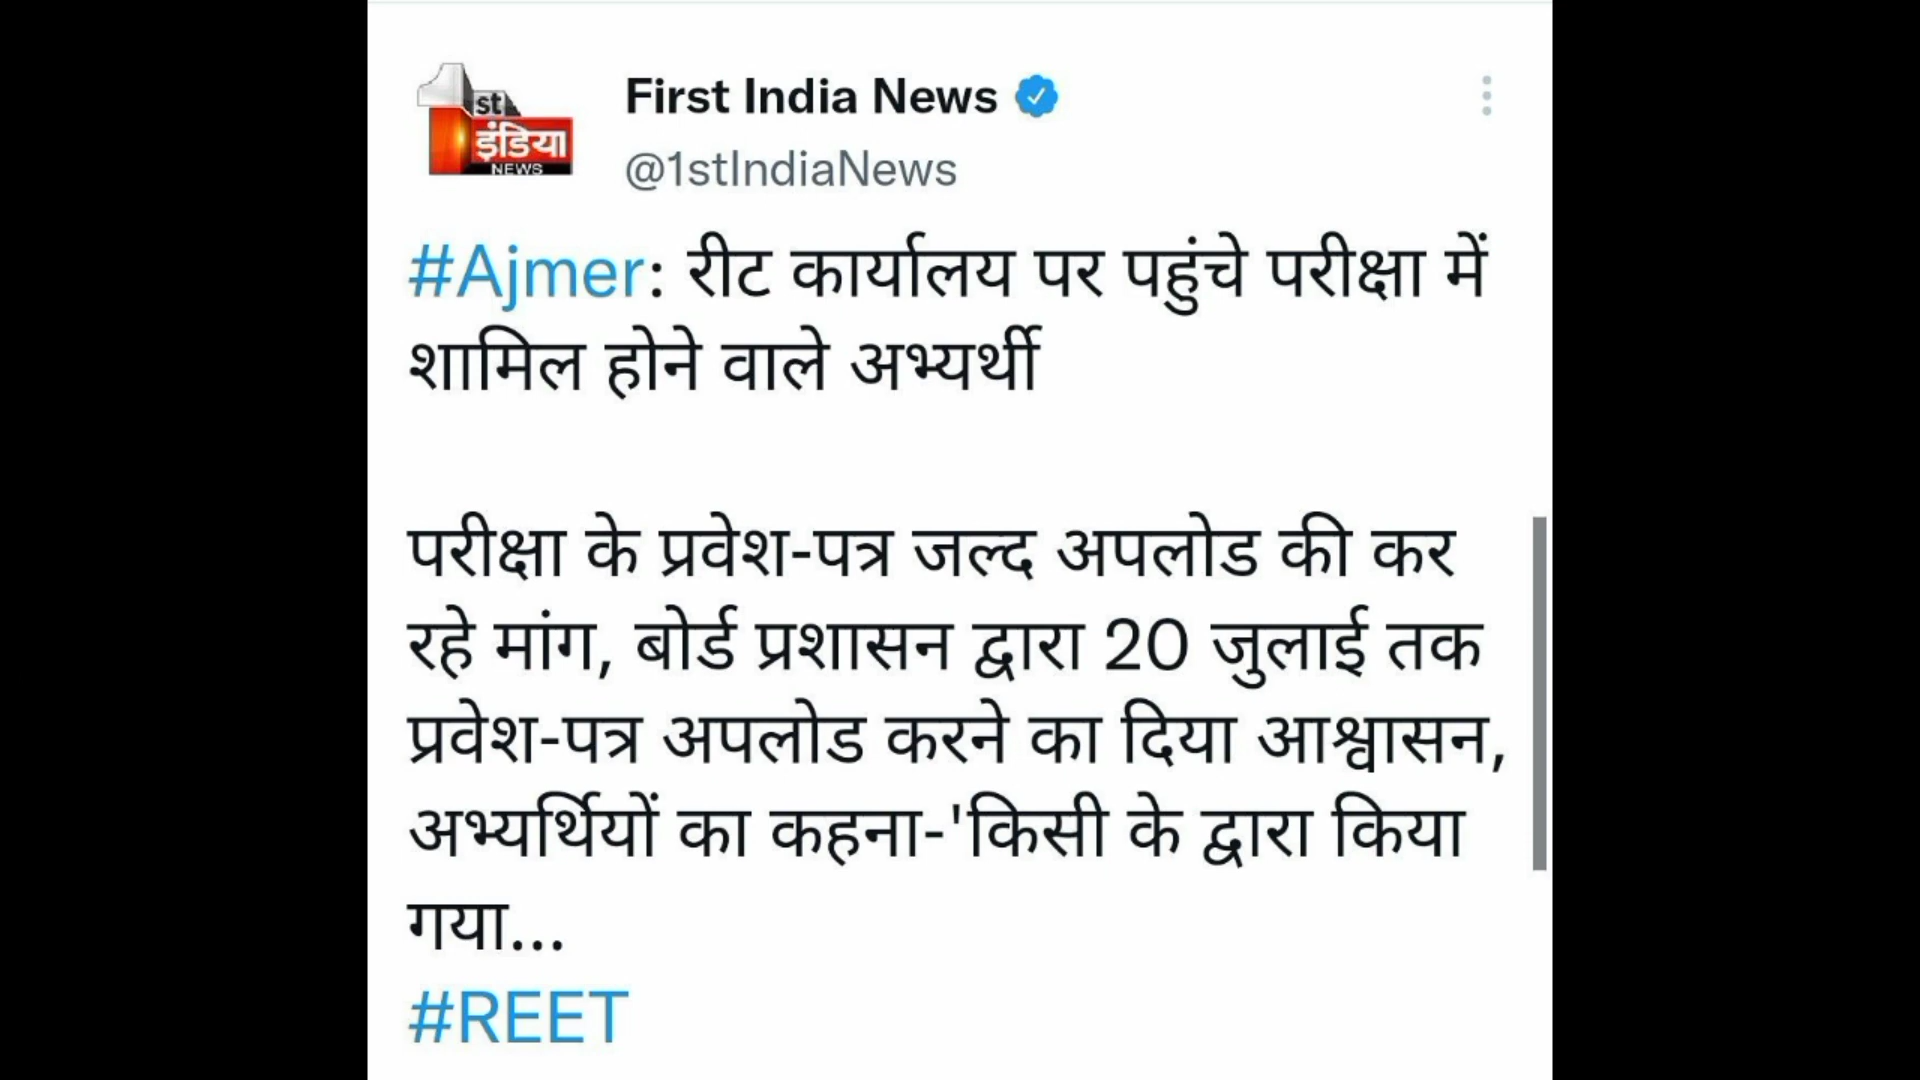 1st
इंडिया
NEWS
First India News
@1stIndiaNews
#Ajmer: रीट कार्यालय पर पहुंचे परीक्षा में
शामिल होने वाले अभ्यर्थी
परीक्षा के प्रवेश-पत्र जल्द अपलोड की कर
रहे मांग, बोर्ड प्रशासन द्वारा 20 जुलाई तक
प्रवेश-पत्र अपलोड करने का दिया आश्वासन,
अभ्यर्थियों का कहना-'किसी के द्वारा किया
गया...
#REET